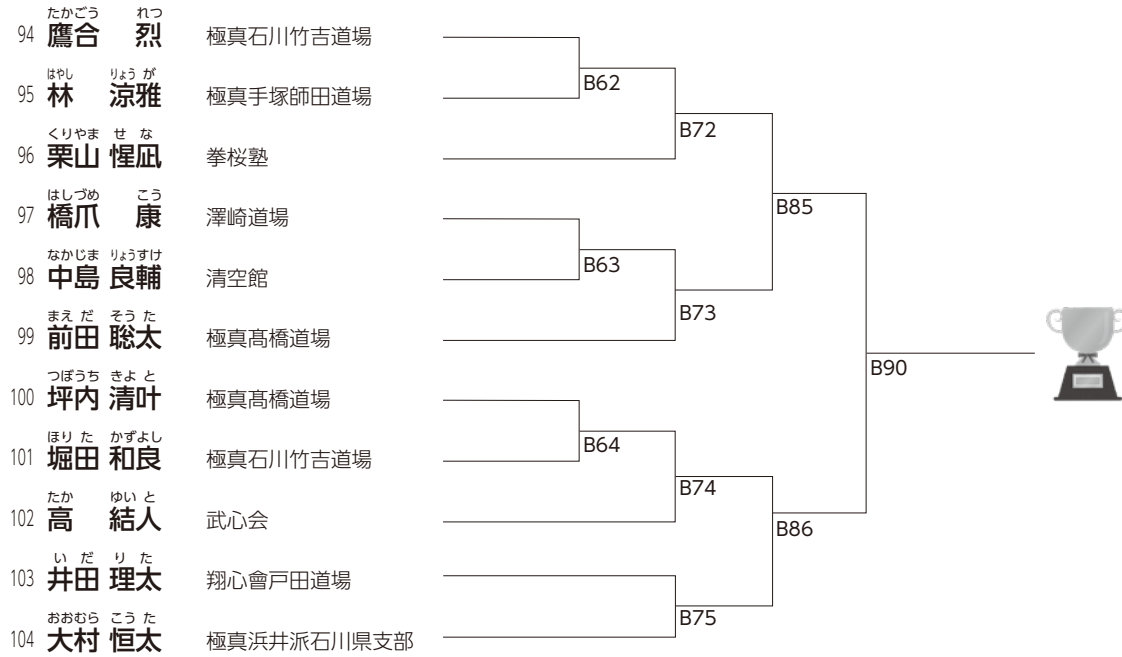 たかごう れつ
94 鷹合 烈 極真石川竹吉道場
はやし りょう が
95 林 涼雅 極真手塚師田道場
B62
くりやま せ な
96 栗山 惺凪 拳桜塾
B72
はしづめ こう
97 橋爪 康 澤崎道場
B85
なかじま りょうすけ
98 中島 良輔 清空館
B63
まえ だ そう た
99 前田 聡太 極真髙橋道場
B73
B90
つぼうち きよ と
100 坪内 清叶 極真髙橋道場
ほり た かずよし
101 堀田 和良 極真石川竹吉道場
B64
たか ゆい と
102 高 結人 武心会
B74
B86
い だ り た
103 井田 理太 翔心會戸田道場
おおむら こう た
104 大村 恒太 極真浜井派石川県支部
B75